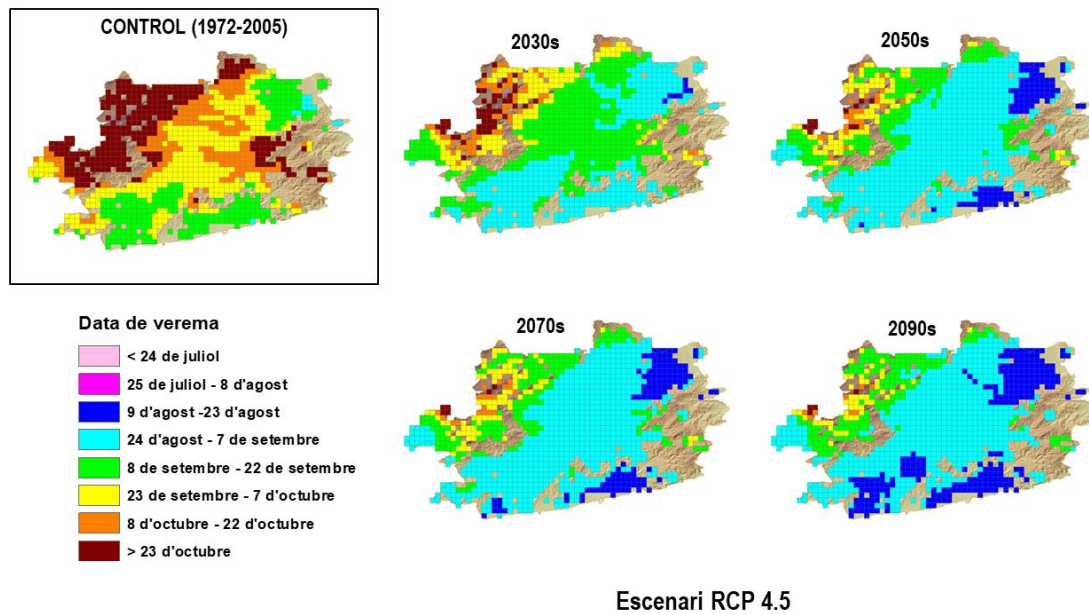 CONTROL (1972-2005)
2030s
2050s
Data de verema
< 24 de juliol
25 de juliol - 8 d'agost
9 d'agost -23 d'agost
24 d'agost - 7 de setembre
8 de setembre - 22 de setembre
23 de setembre - 7 d'octubre
8 d'octubre - 22 d'octubre
> 23 d'octubre
2070s
2090s
Escenari RCP 4.5